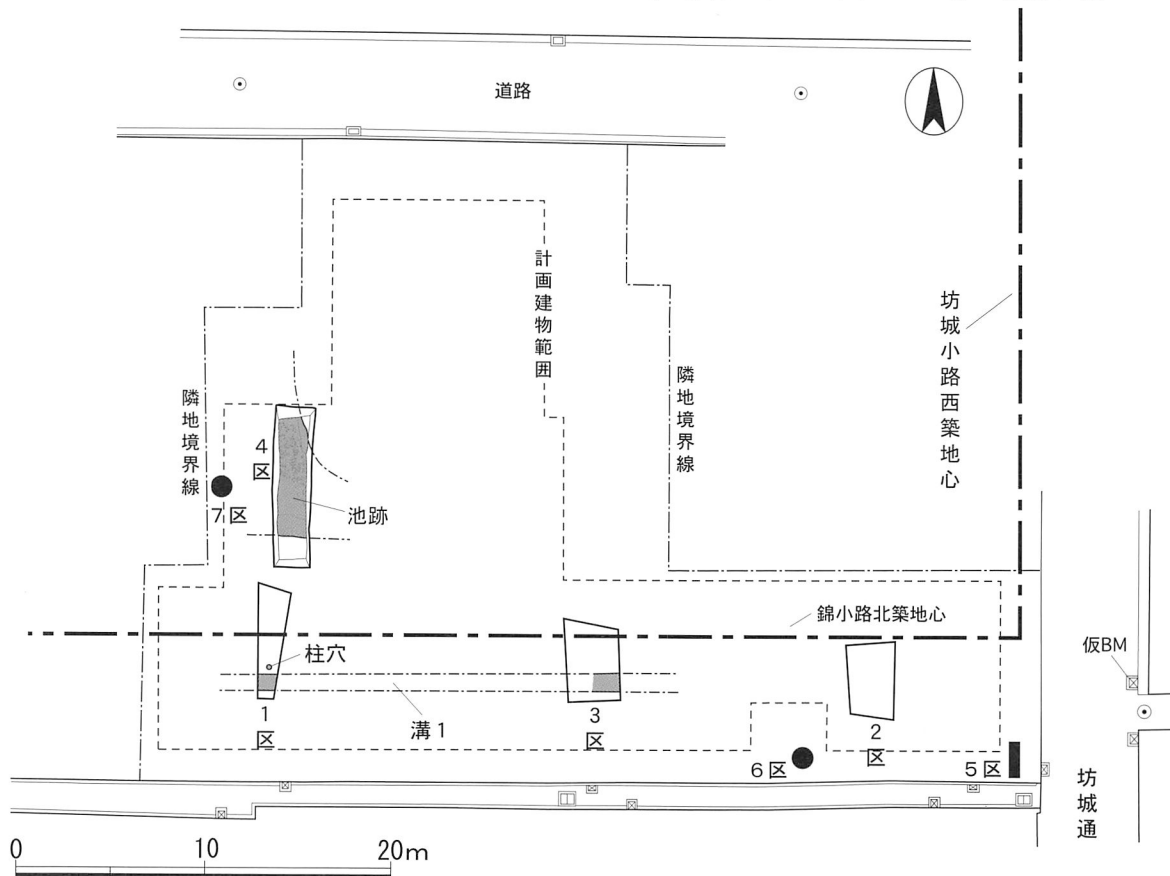 道路
計画建物範囲
坊城小路西築地心
隣地境界線
隣地境界線
4区
7区
池跡
錦小路北築地心
柱穴
仮BM
溝1
1区
3区
2区
6区
5区
坊城通
0 10 20m